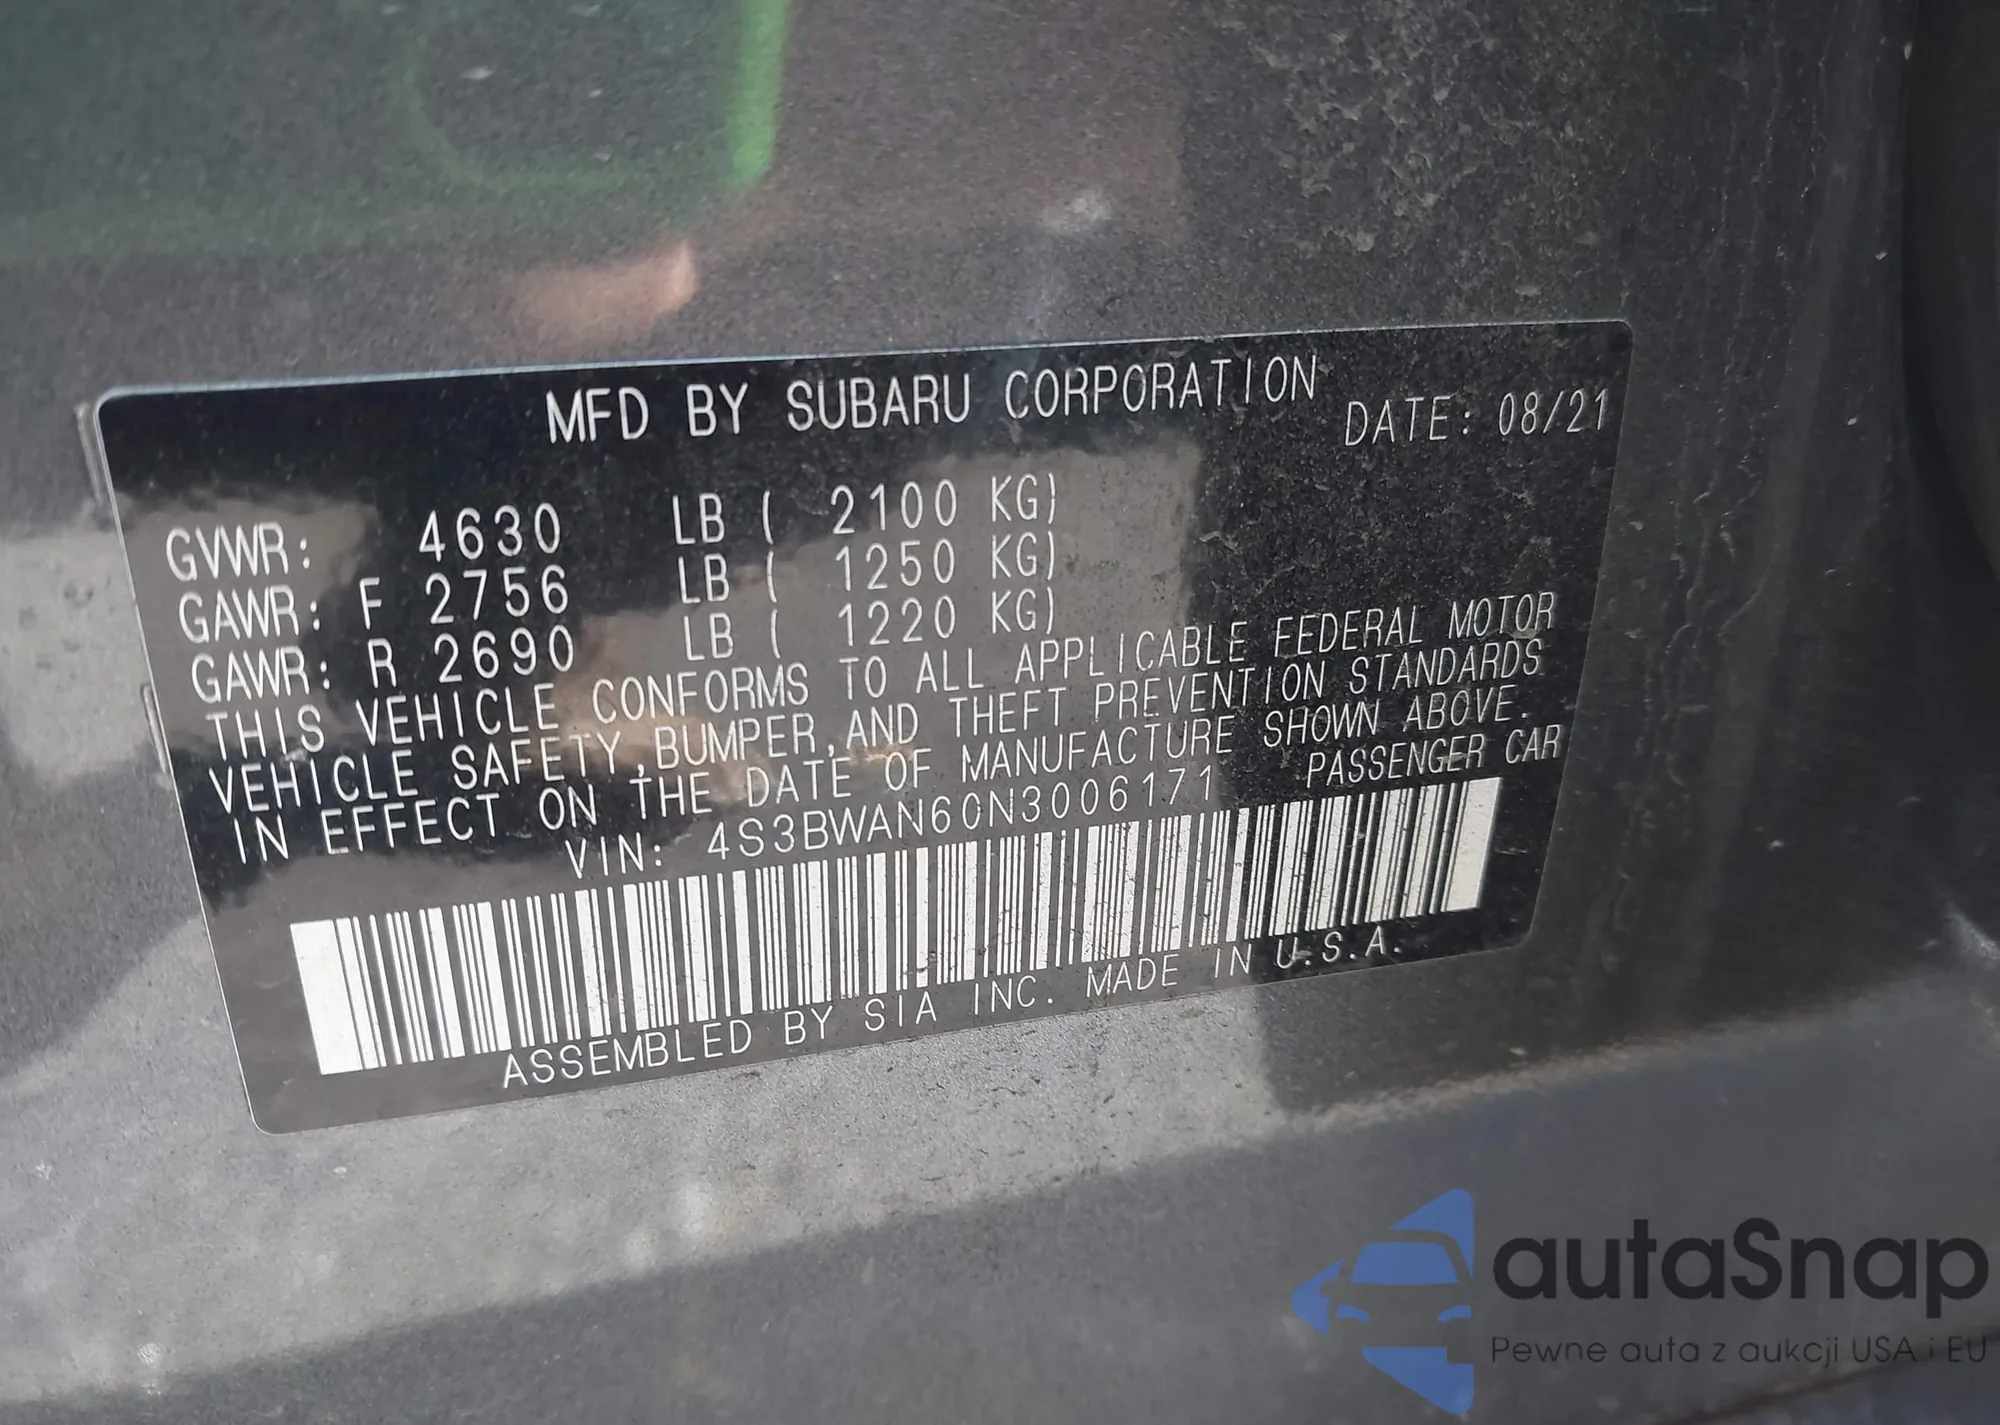 MFD BY SUBARU CORPORATION
DATE: 08/21
GVWR: 4630 LB ( 2100 KG)
GAWR: F 2756 LB ( 1250 KG)
GAWR: R 2690 LB ( 1220 KG)
THIS VEHICLE CONFORMS TO ALL APPLICABLE FEDERAL MOTOR
VEHICLE SAFETY,BUMPER,AND THEFT PREVENTION STANDARDS
IN EFFECT ON THE DATE OF MANUFACTURE SHOWN ABOVE.
VIN: 4S3BWAN60N3006171 PASSENGER CAR
ASSEMBLED BY SIA INC. MADE IN U.S.A.
autaSnap
Pewne auta z aukcji USA i EU